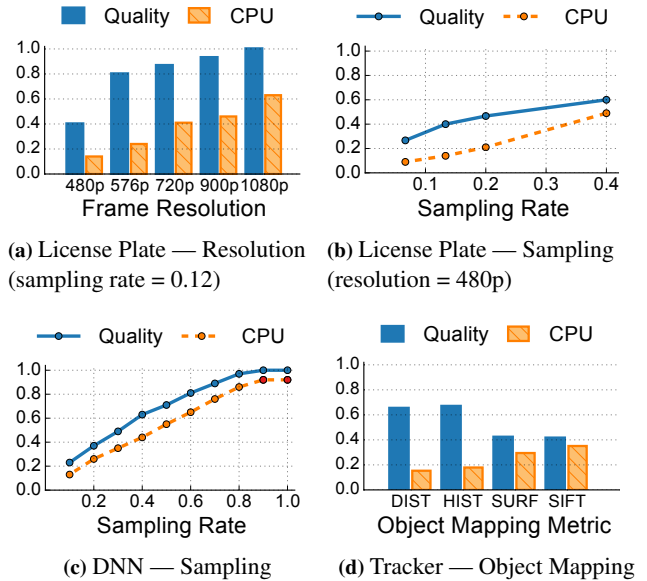 Quality CPU
1.0
0.8
0.6
0.4
0.2
0.0
480p 576p 720p 900p 1080p
Frame Resolution
(a) License Plate — Resolution
(sampling rate = 0.12)
Quality CPU
1.0
0.8
0.6
0.4
0.2
0.0
0.1 0.2 0.3 0.4
Sampling Rate
(b) License Plate — Sampling
(resolution = 480p)
Quality CPU
1.0
0.8
0.6
0.4
0.2
0.0
0.2 0.4 0.6 0.8 1.0
Sampling Rate
(c) DNN — Sampling
Quality CPU
1.0
0.8
0.6
0.4
0.2
0.0
DIST HIST SURF SIFT
Object Mapping Metric
(d) Tracker — Object Mapping